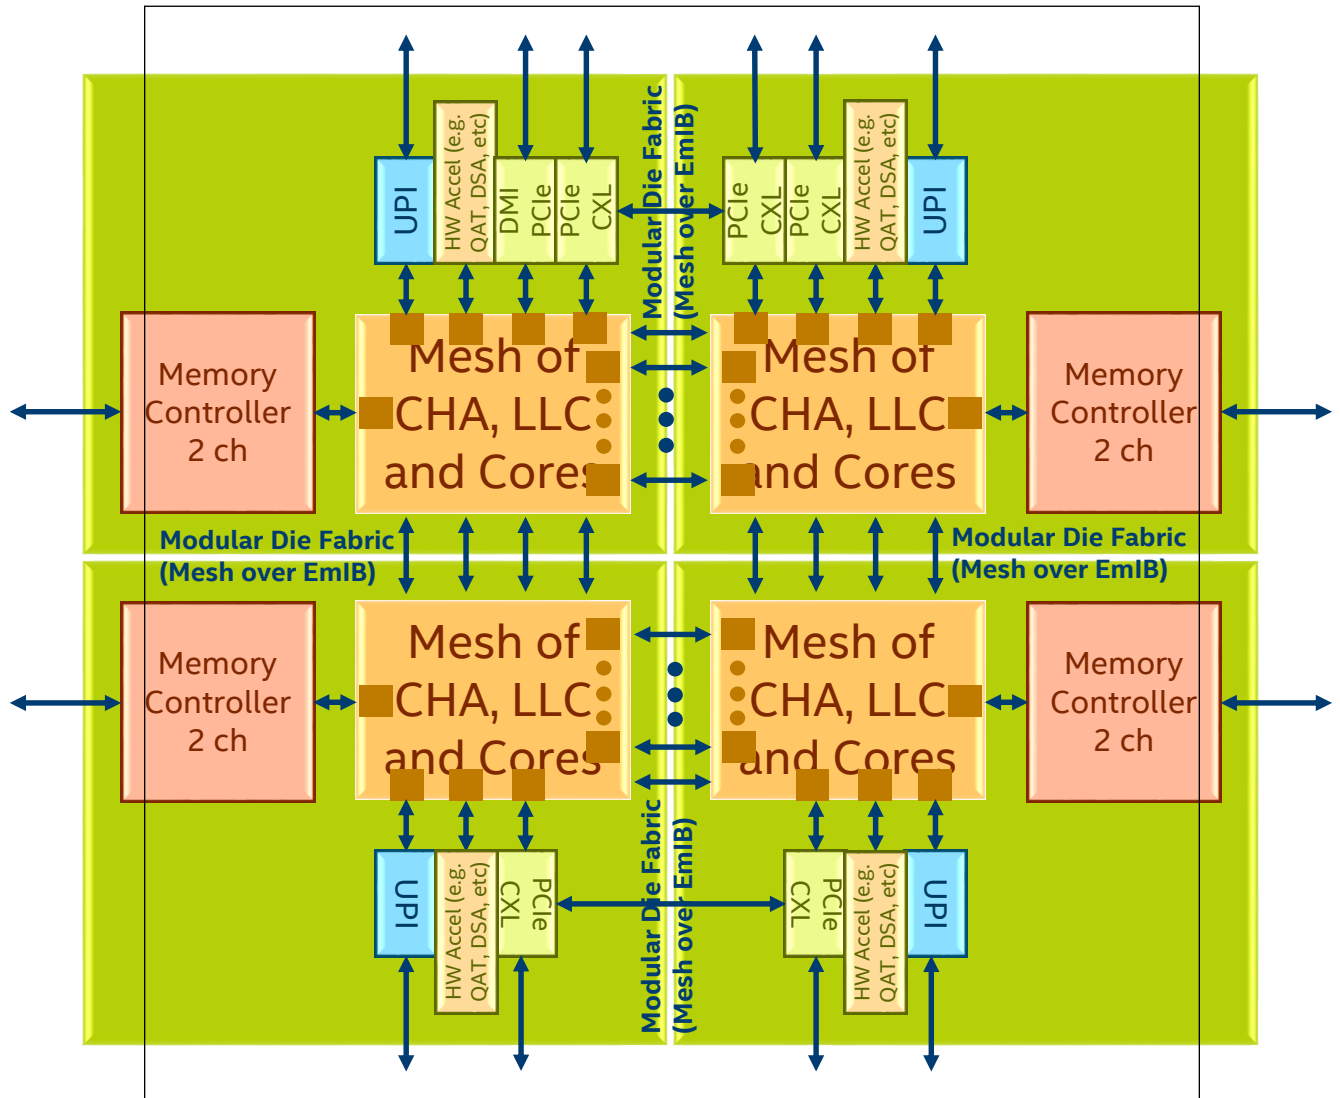 UPI
HW Accel (e.g.
QAT, DSA, etc)
DMI
PCIe
PCIe
CXL
Modular Die Fabric
(Mesh over EmIB)
PCIe
CXL
PCIe
CXL
HW Accel (e.g.
QAT, DSA, etc)
UPI
Memory
Controller
2 ch
Mesh of
CHA, LLC
and Cores
Mesh of
CHA, LLC
and Cores
Memory
Controller
2 ch
Modular Die Fabric
(Mesh over EmIB)
Modular Die Fabric
(Mesh over EmIB)
Memory
Controller
2 ch
Mesh of
CHA, LLC
and Cores
Mesh of
CHA, LLC
and Cores
Memory
Controller
2 ch
UPI
HW Accel (e.g.
QAT, DSA, etc)
PCIe
CXL
Modular Die Fabric
(Mesh over EmIB)
PCIe
CXL
HW Accel (e.g.
QAT, DSA, etc)
UPI